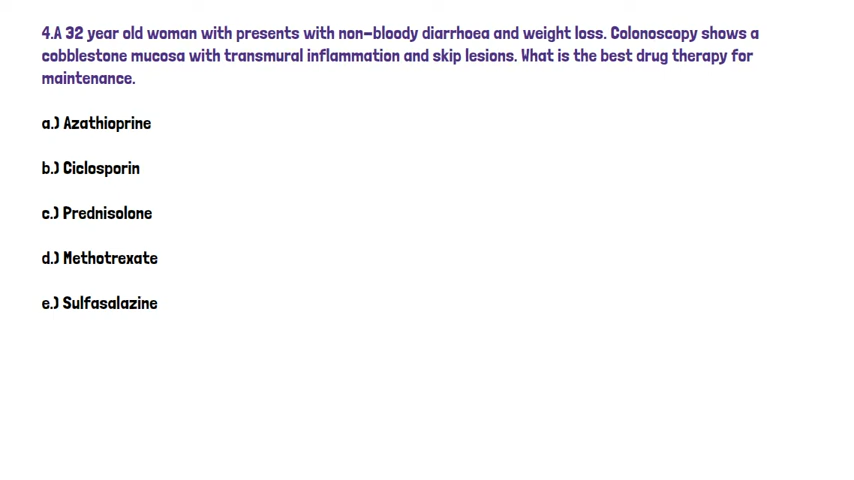 4.A 32 year old woman with presents with non-bloody diarrhoea and weight loss. Colonoscopy shows a
cobblestone mucosa with transmural inflammation and skip lesions. What is the best drug therapy for
maintenance.
a.) Azathioprine
b.) Ciclosporin
c.) Prednisolone
d.) Methotrexate
e.) Sulfasalazine